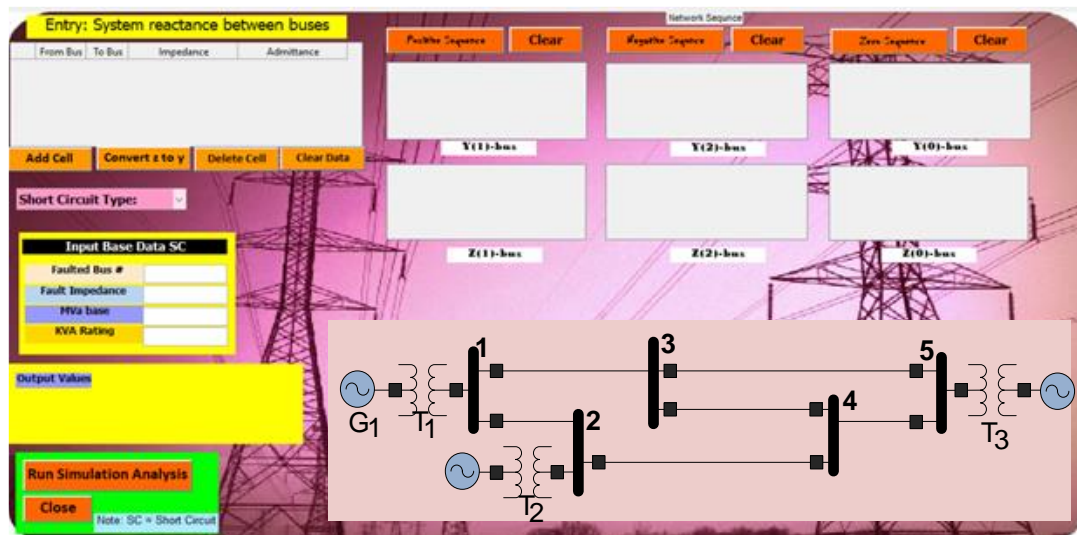 Entry: System reactance between buses
From Bus To Bus Impedance Admittance
Add Cell Convert z to y Delete Cell Clear Data
Short Circuit Type:
Input Base Data SC
Faulted Bus #
Fault Impedance
MVa base
KVA Rating
Output Values
Run Simulation Analysis
Close
Note: SC = Short Circuit
Network Sequnce
Positive Sequence Clear
Negative Sequnce Clear
Zero Sequence Clear
Y(1)-bus
Y(2)-bus
Y(0)-bus
Z(1)-bus
Z(2)-bus
Z(0)-bus
1
3
5
2
4
G1
T1
T2
T3